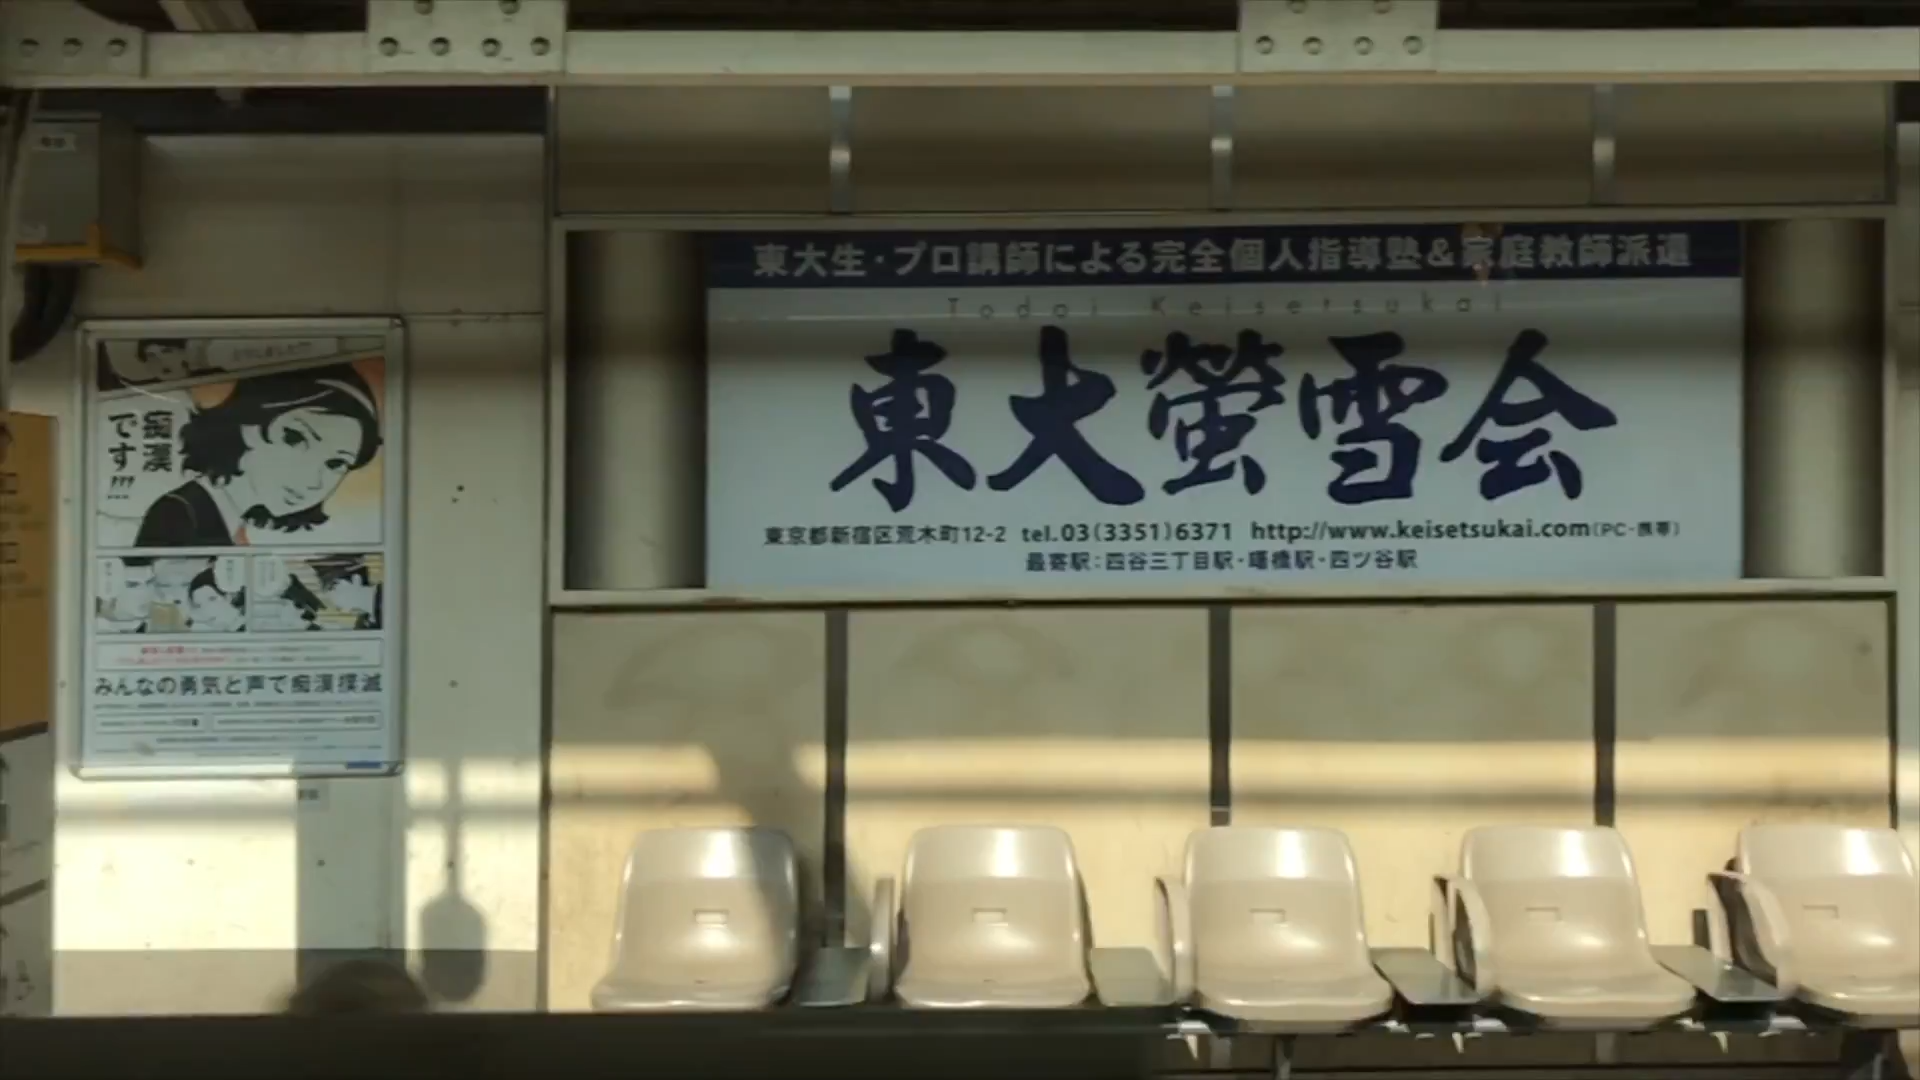 痴漢
です!!!
みんなの勇気と声で痴漢撲滅
東大生・プロ講師による完全個人指導塾&家庭教師派遣
Todai Keisetsukai
東大螢雪会
東京都新宿区荒木町12-2 tel.03(3351)6371 http://www.keisetsukai.com(PC・携帯)
最寄駅:四谷三丁目駅・曙橋駅・四ツ谷駅